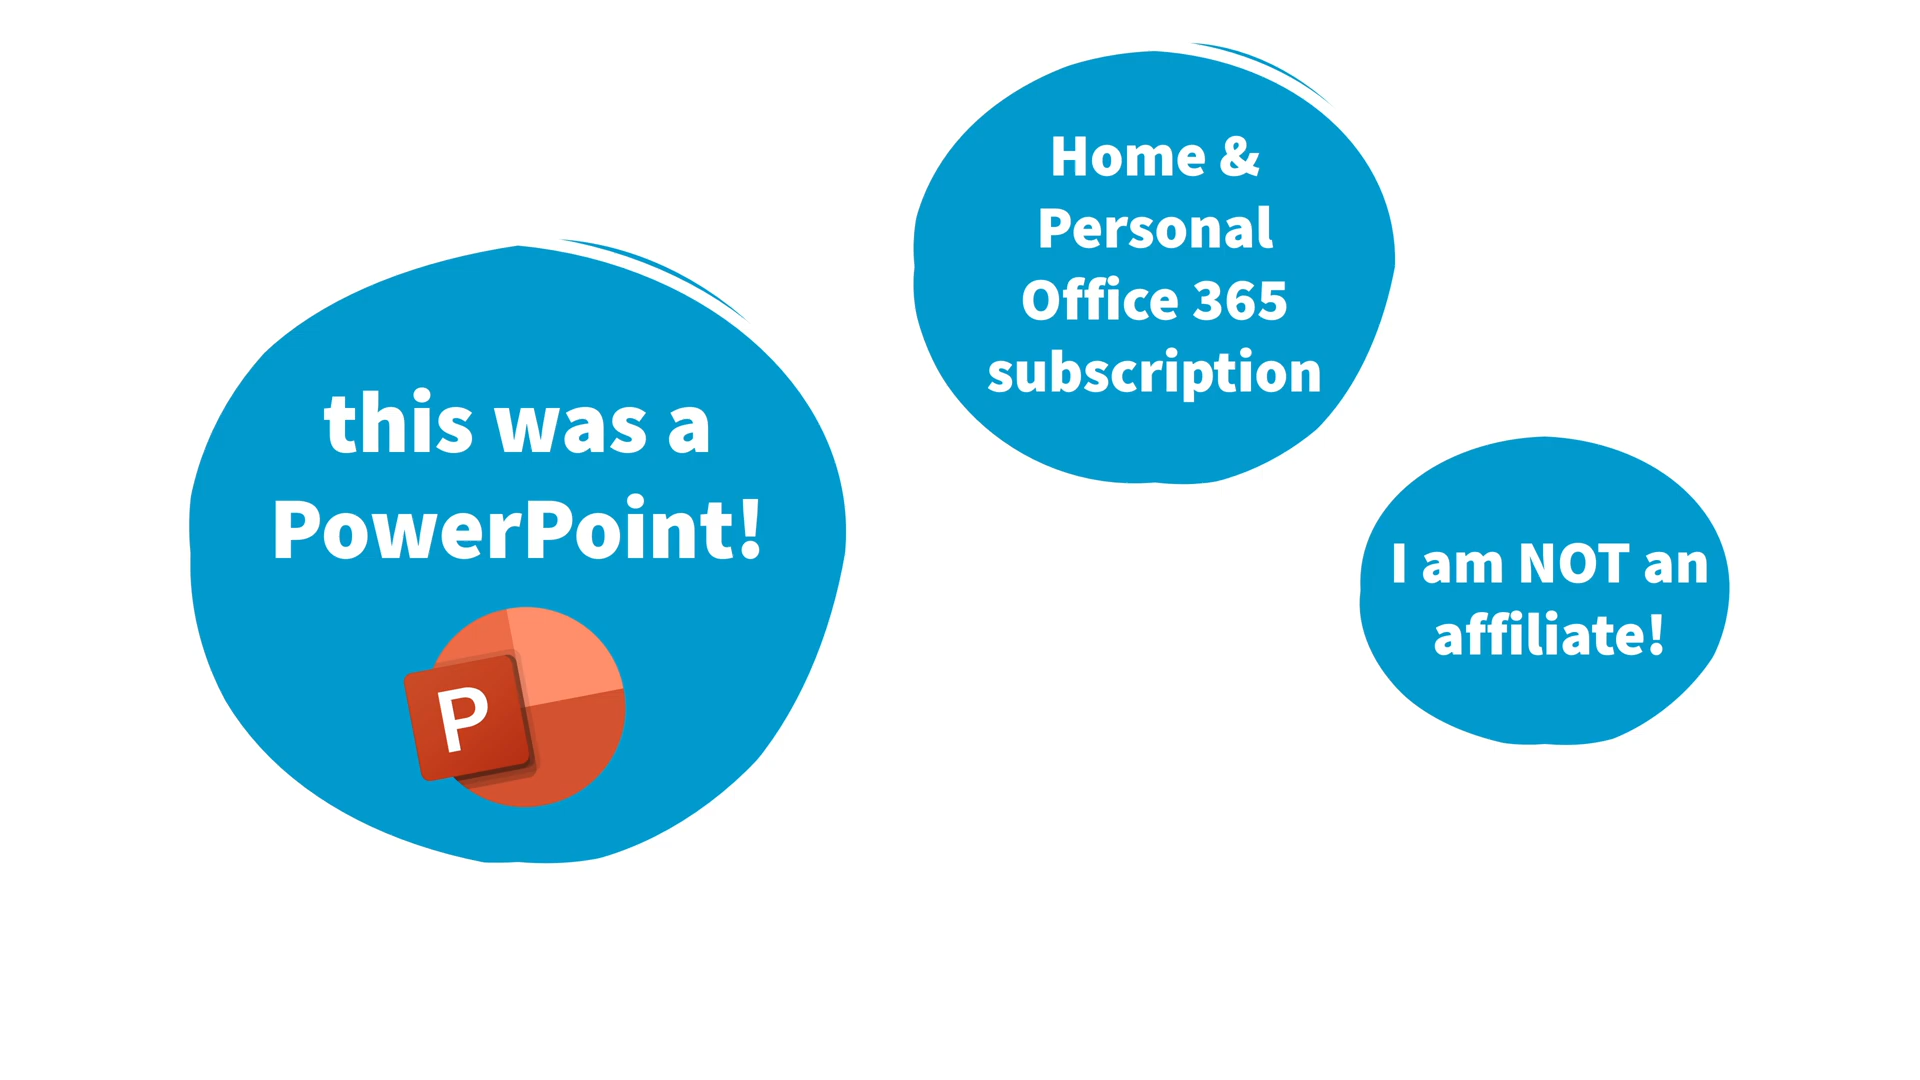 this was a
PowerPoint!
P
Home &
Personal
Office 365
subscription
I am NOT an
affiliate!